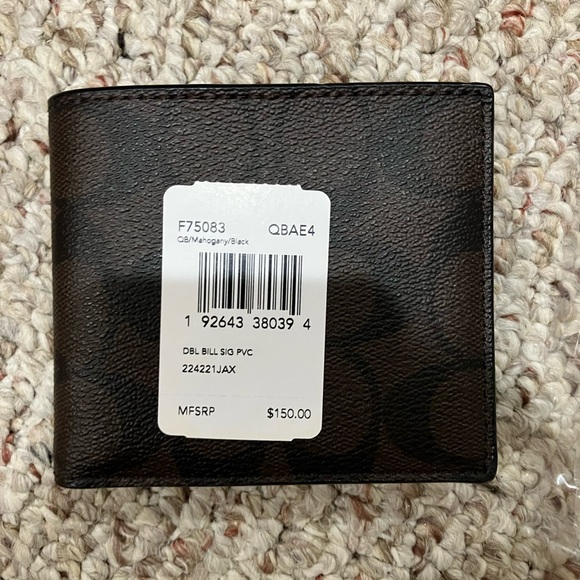 F75083 QBAE4
QB/Mahogany/Black
1 92643 38039 4
DBL BILL SIG PVC
224221JAX
MFSRP $150.00